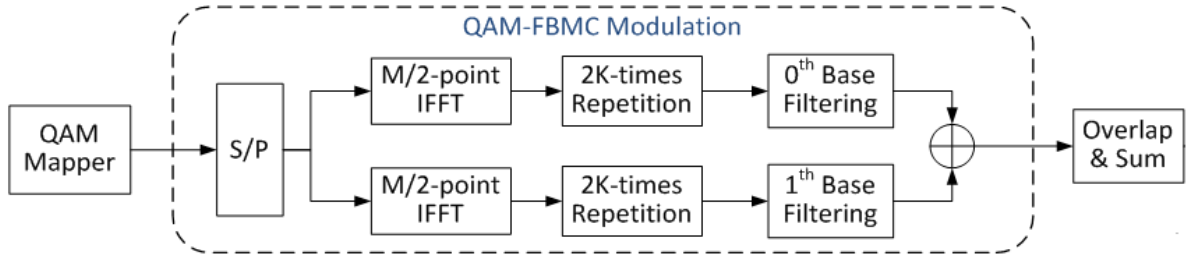 QAM-FBMC Modulation
QAM
Mapper
S/P
M/2-point
IFFT
2K-times
Repetition
0th Base
Filtering
M/2-point
IFFT
2K-times
Repetition
1th Base
Filtering
Overlap
& Sum